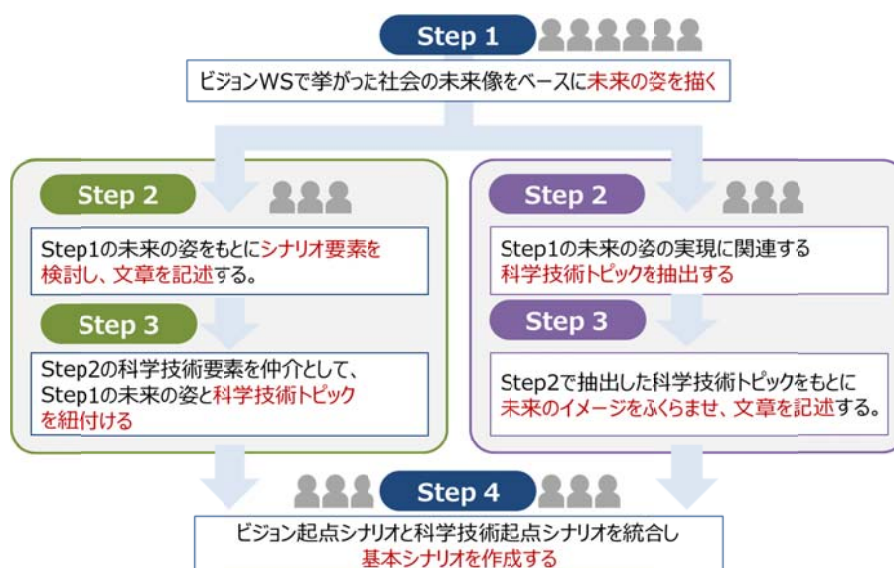 Step 1
ビジョンWSで挙がった社会の未来像をベースに未来の姿を描く
Step 2
Step1の未来の姿をもとにシナリオ要素を
検討し、文章を記述する。
Step 3
Step2の科学技術要素を仲介として、
Step1の未来の姿と科学技術トピック
を紐付ける
Step 2
Step1の未来の姿の実現に関連する
科学技術トピックを抽出する
Step 3
Step2で抽出した科学技術トピックをもとに
未来のイメージをふくらませ、文章を記述する。
Step 4
ビジョン起点シナリオと科学技術起点シナリオを統合し
基本シナリオを作成する